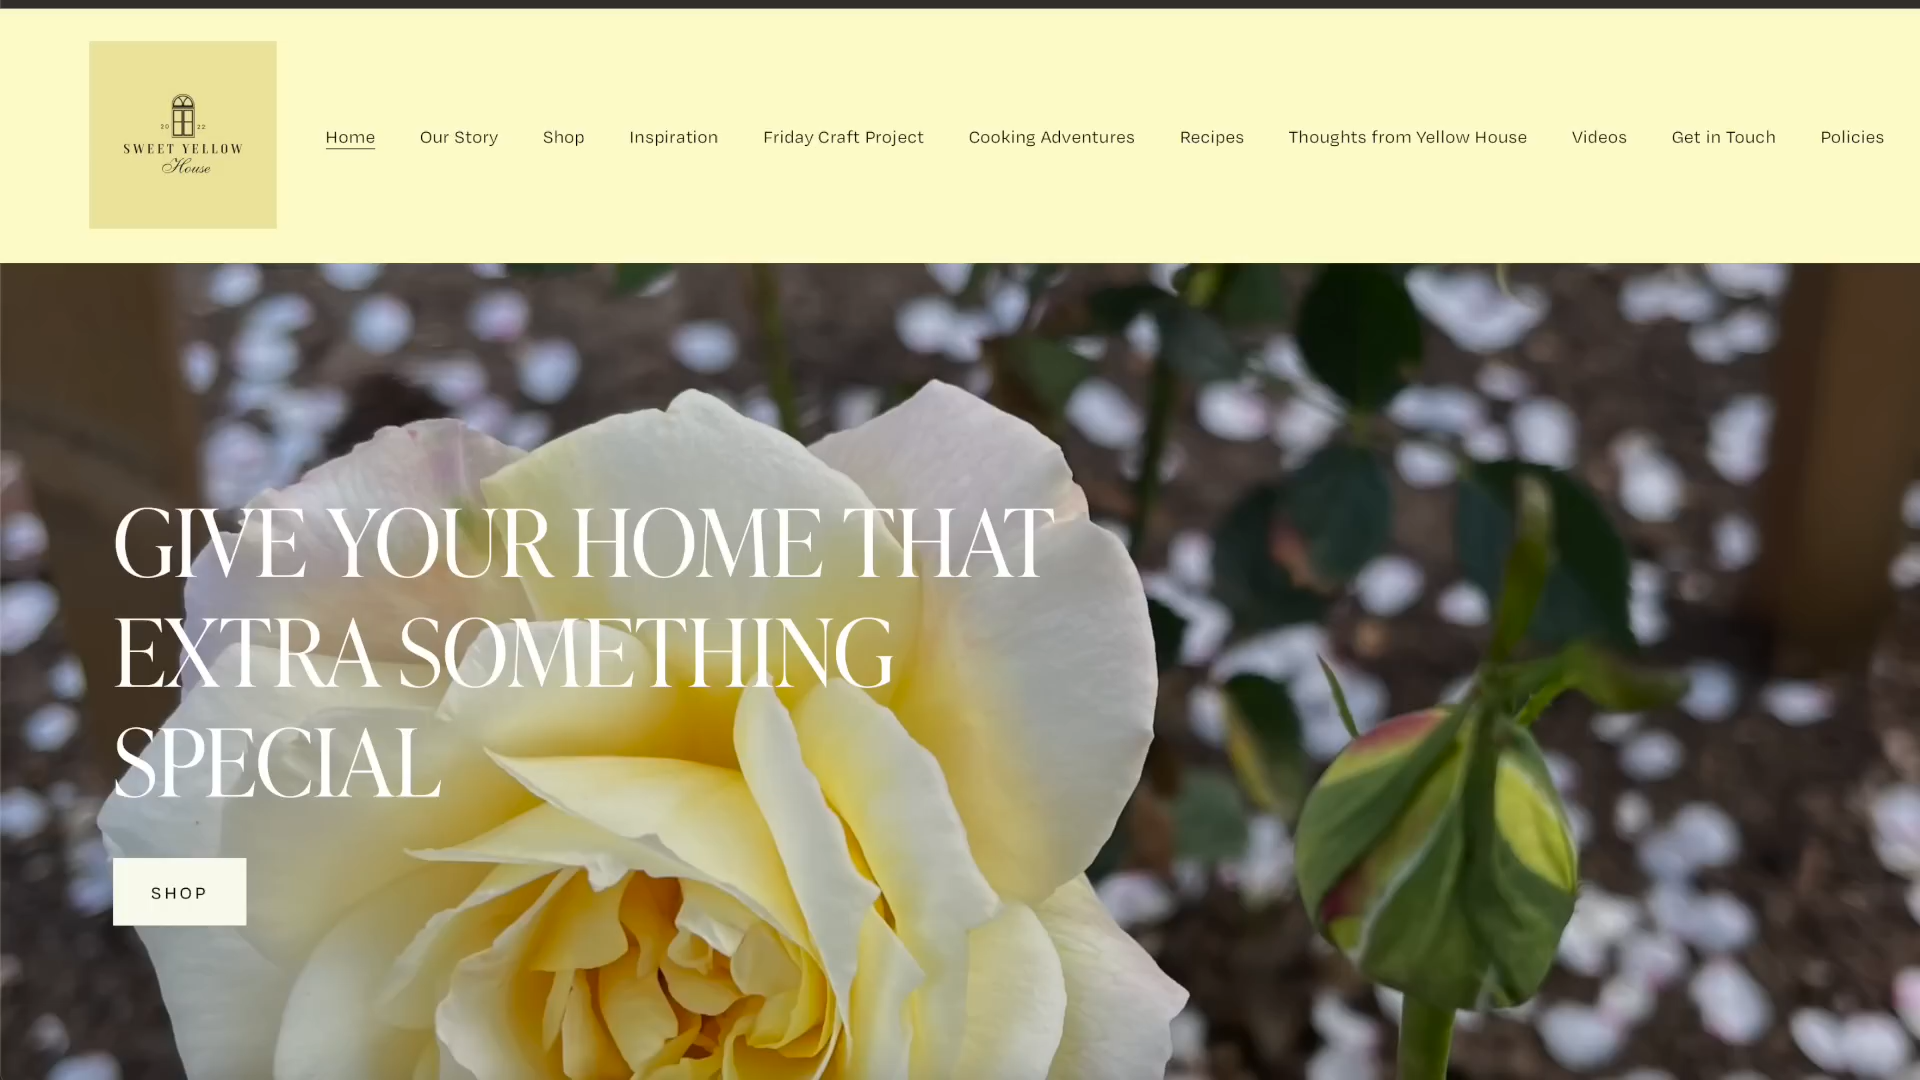 20 22
SWEET YELLOW
House
Home Our Story Shop Inspiration Friday Craft Project Cooking Adventures Recipes Thoughts from Yellow House Videos Get in Touch Policies
GIVE YOUR HOME THAT
EXTRA SOMETHING
SPECIAL
SHOP